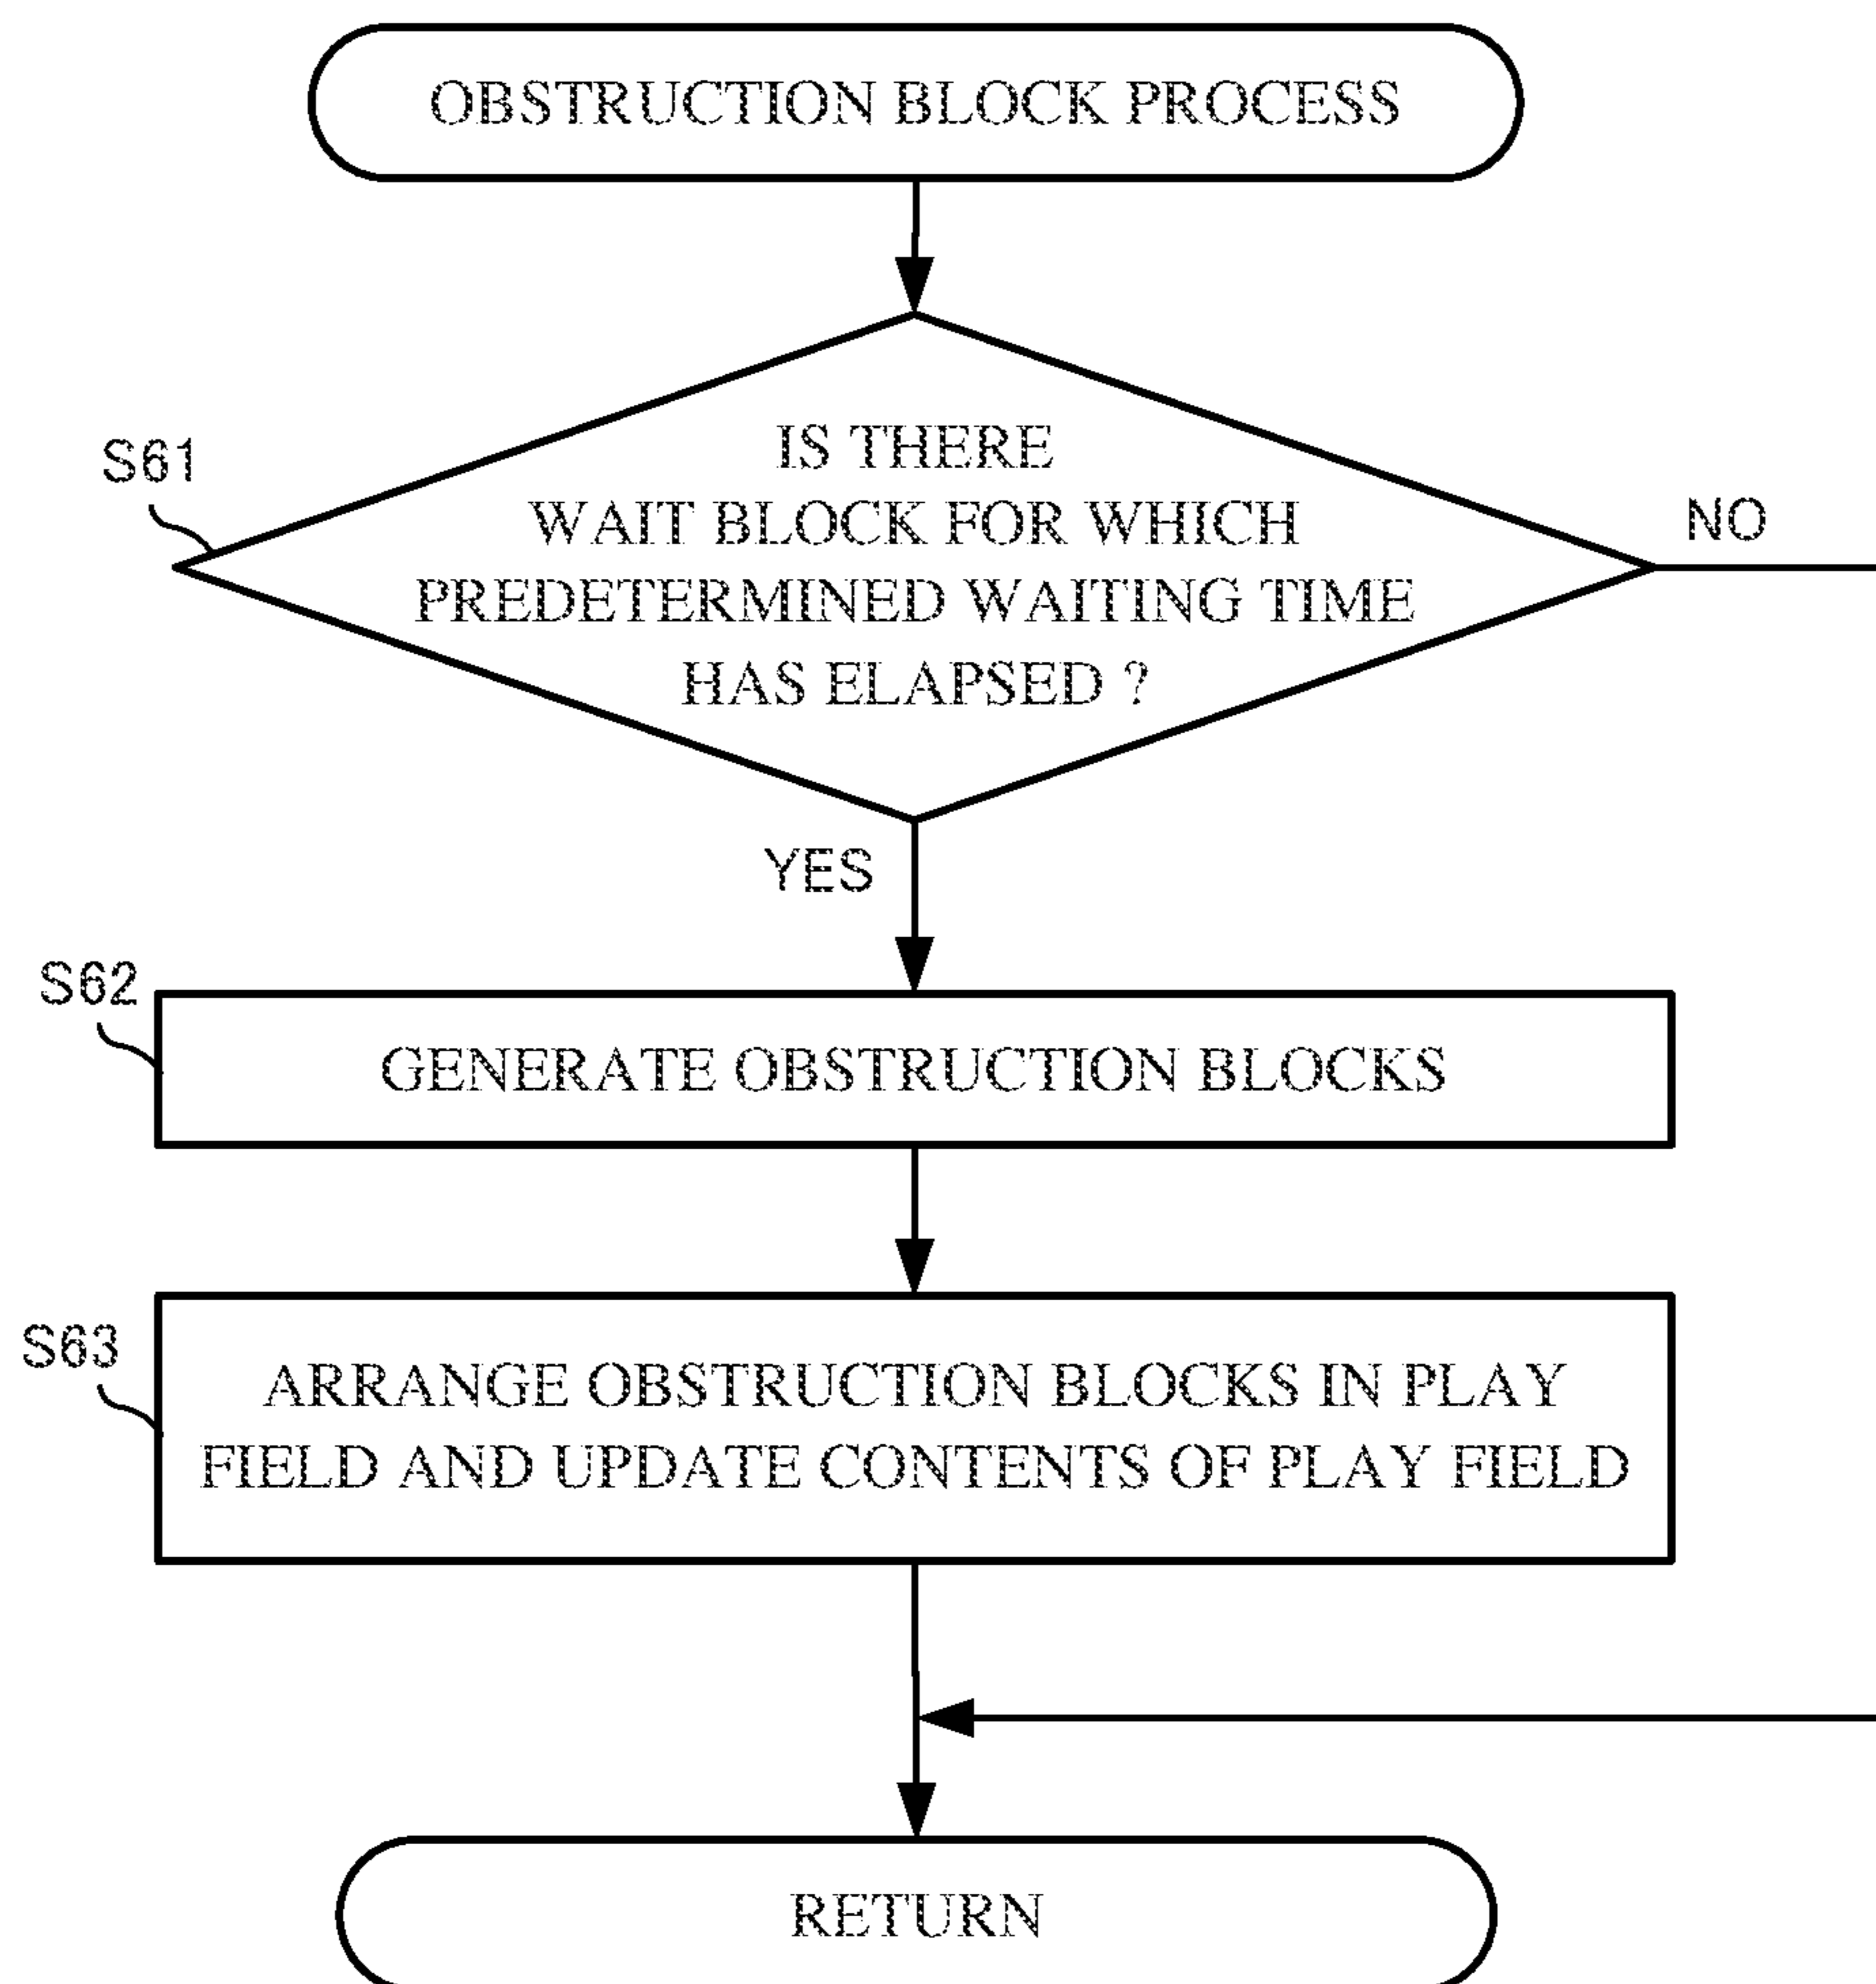 OBSTRUCTION BLOCK PROCESS
S61
IS THERE
WAIT BLOCK FOR WHICH
PREDETERMINED WAITING TIME
HAS ELAPSED ?
NO
YES
S62
GENERATE OBSTRUCTION BLOCKS
S63
ARRANGE OBSTRUCTION BLOCKS IN PLAY
FIELD AND UPDATE CONTENTS OF PLAY FIELD
RETURN